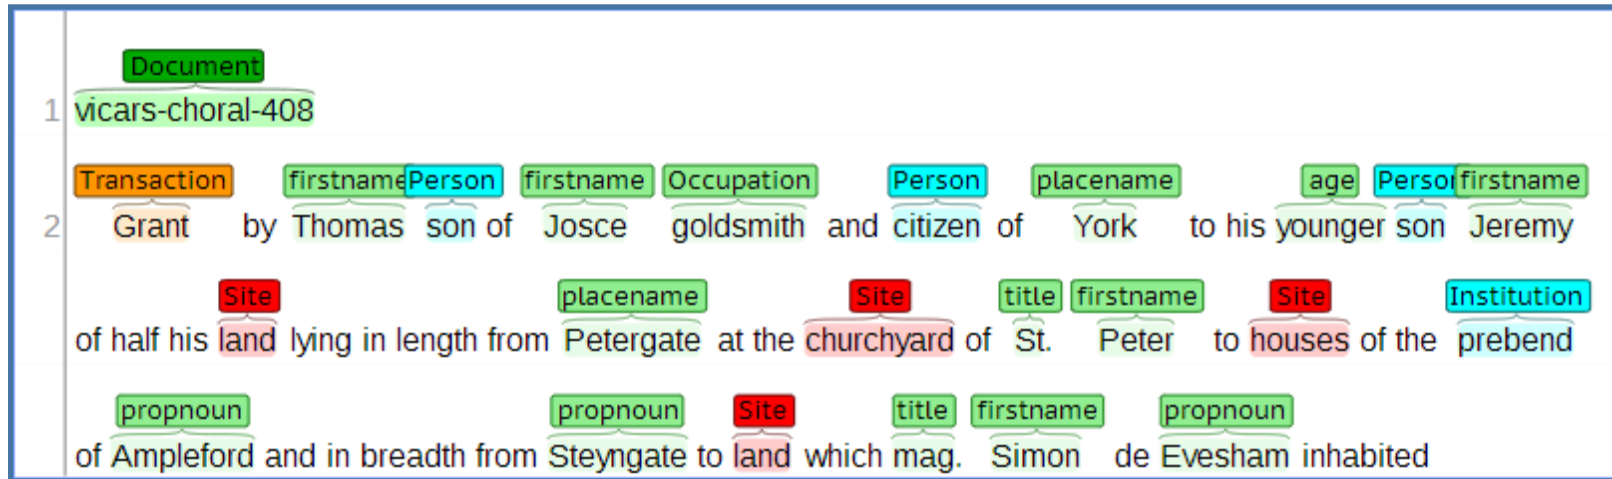 Document
1 vicars-choral-408
Transaction firstname Person firstname Occupation Person placename age Person firstname
2 Grant by Thomas son of Josce goldsmith and citizen of York to his younger son Jeremy
Site placename Site title firstname Site Institution
of half his land lying in length from Petergate at the churchyard of St. Peter to houses of the prebend
propnoun propnoun Site title firstname propnoun
of Ampleford and in breadth from Steyngate to land which mag. Simon de Evesham inhabited